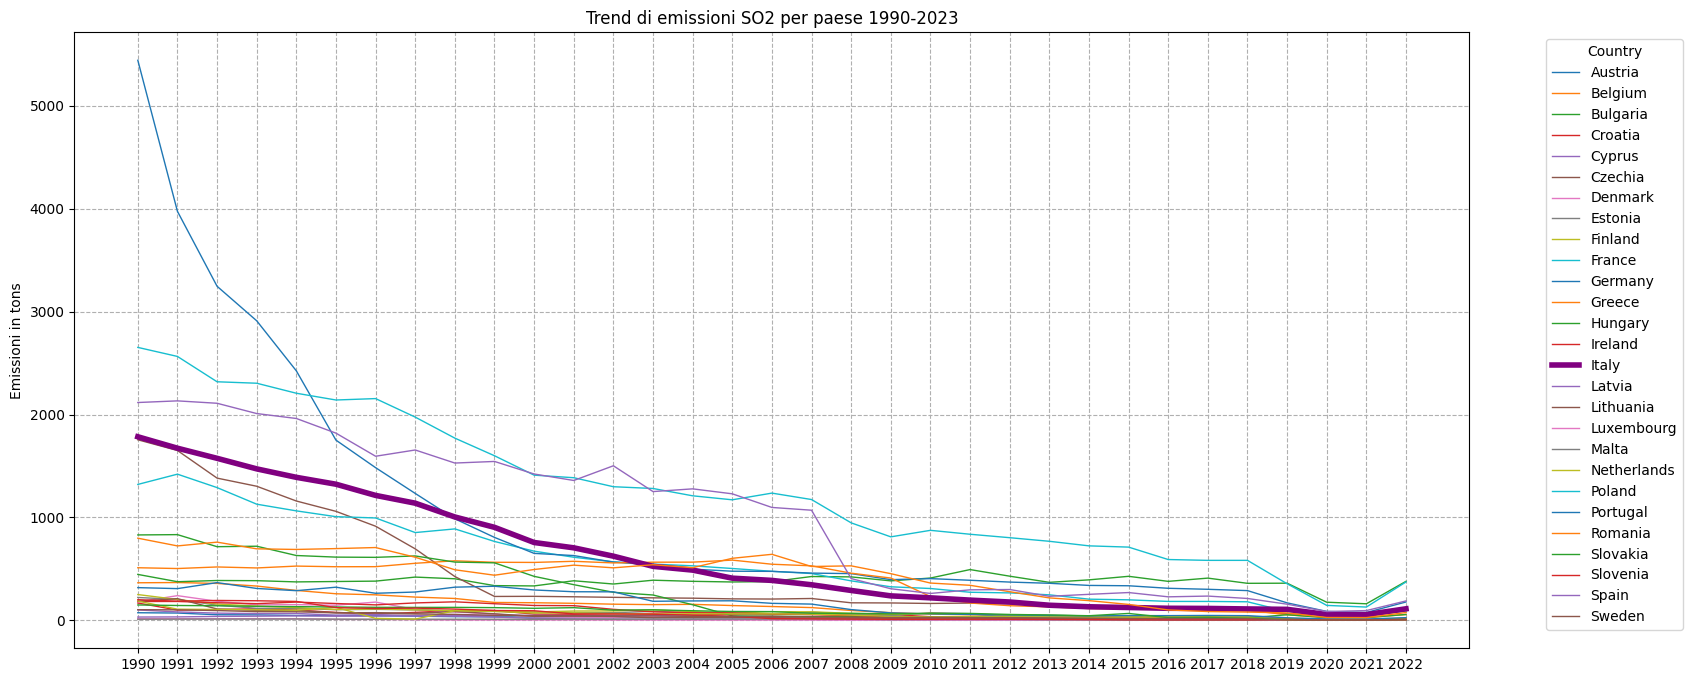 Trend di emissioni SO2 per paese 1990-2023
Emissioni in tons
5000
4000
3000
2000
1000
0
1990 1991 1992 1993 1994 1995 1996 1997 1998 1999 2000 2001 2002 2003 2004 2005 2006 2007 2008 2009 2010 2011 2012 2013 2014 2015 2016 2017 2018 2019 2020 2021 2022
Country
Austria
Belgium
Bulgaria
Croatia
Cyprus
Czechia
Denmark
Estonia
Finland
France
Germany
Greece
Hungary
Ireland
Italy
Latvia
Lithuania
Luxembourg
Malta
Netherlands
Poland
Portugal
Romania
Slovakia
Slovenia
Spain
Sweden